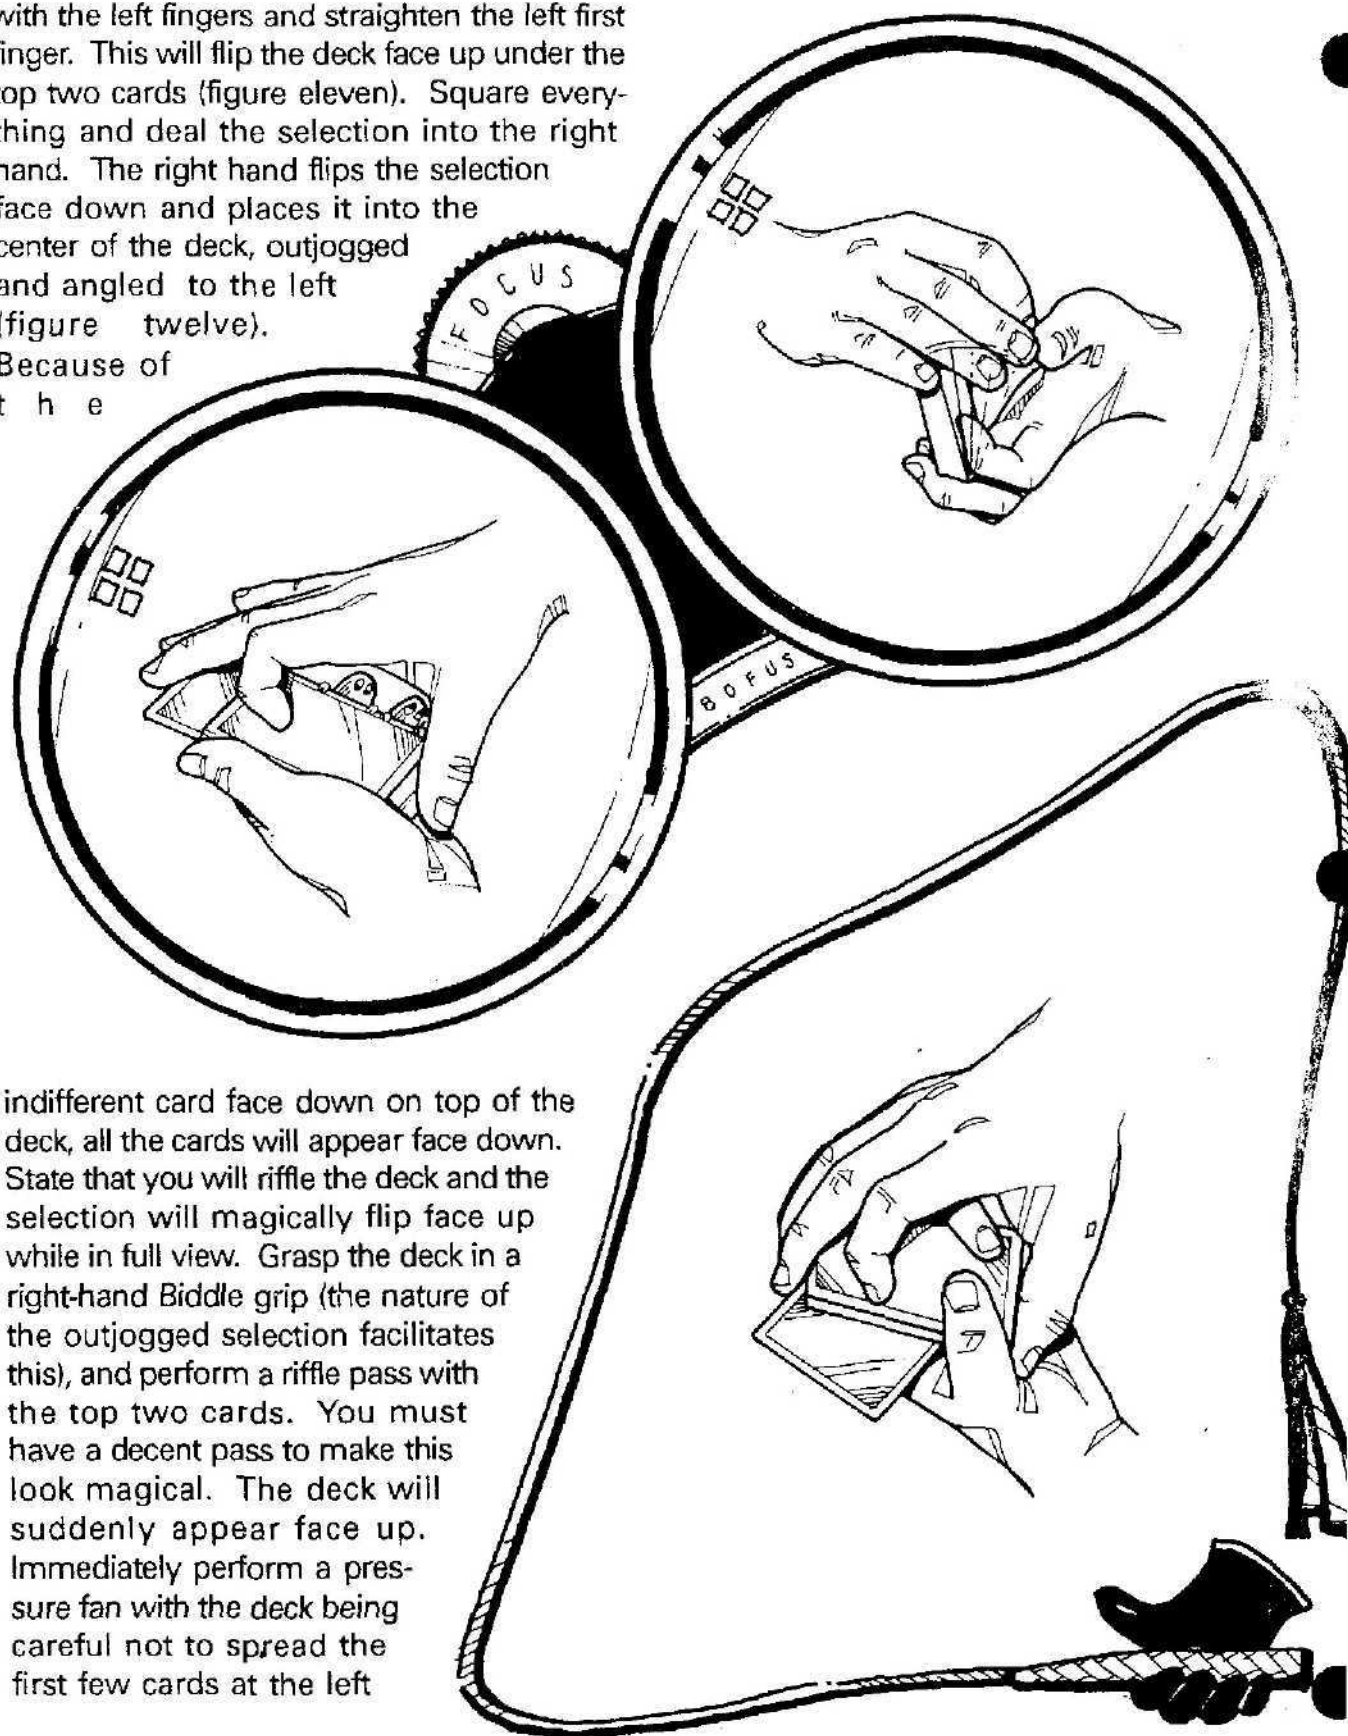 with the left fingers and straighten the left first
finger. This will flip the deck face up under the
top two cards (figure eleven). Square every-
thing and deal the selection into the right
hand. The right hand flips the selection
face down and places it into the
center of the deck, outjogged
and angled to the left
(figure twelve).
Because of
t h e
FOCUS
BOFUS
indifferent card face down on top of the
deck, all the cards will appear face down.
State that you will riffle the deck and the
selection will magically flip face up
while in full view. Grasp the deck in a
right-hand Biddle grip (the nature of
the outjogged selection facilitates
this), and perform a riffle pass with
the top two cards. You must
have a decent pass to make this
look magical. The deck will
suddenly appear face up.
Immediately perform a pres-
sure fan with the deck being
careful not to spread the
first few cards at the left